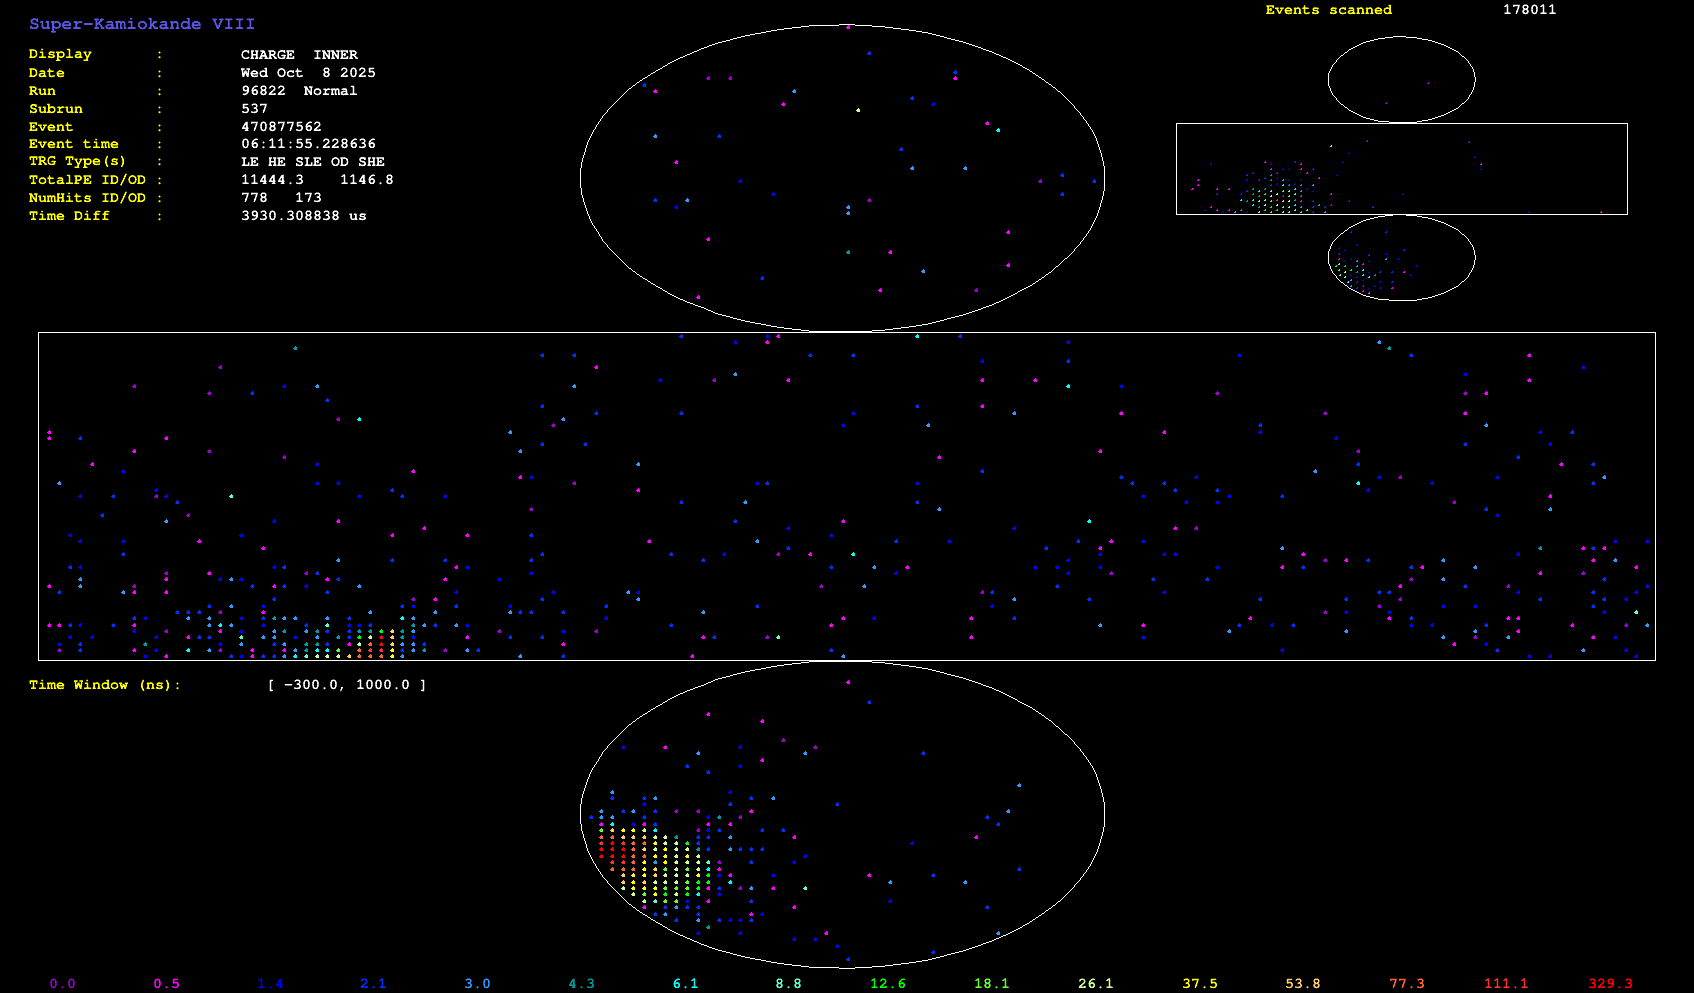 Super-Kamiokande VIII
Events scanned 178011
Display : CHARGE INNER
Date : Wed Oct 8 2025
Run : 96822 Normal
Subrun : 537
Event : 470877562
Event time : 06:11:55.228636
TRG Type(s) : LE HE SLE OD SHE
TotalPE ID/OD : 11444.3 1146.8
NumHits ID/OD : 778 173
Time Diff : 3930.308838 us
Time Window (ns): [ -300.0, 1000.0 ]
0.0 0.5 1.4 2.1 3.0 4.3 6.1 8.8 12.6 18.1 26.1 37.5 53.8 77.3 111.1 329.3